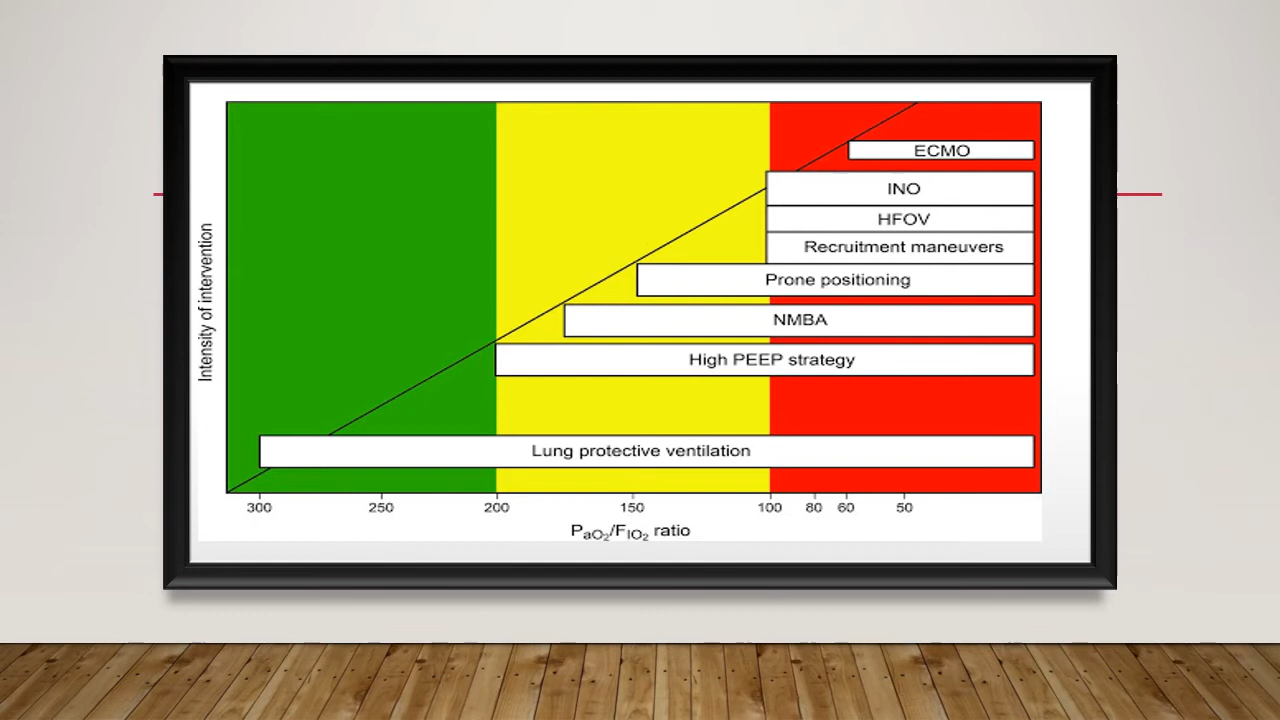 ECMO
INO
HFOV
Recruitment maneuvers
Prone positioning
NMBA
High PEEP strategy
Lung protective ventilation
Intensity of intervention
300 250 200 150 100 80 60 50
PaO2/FIO2 ratio